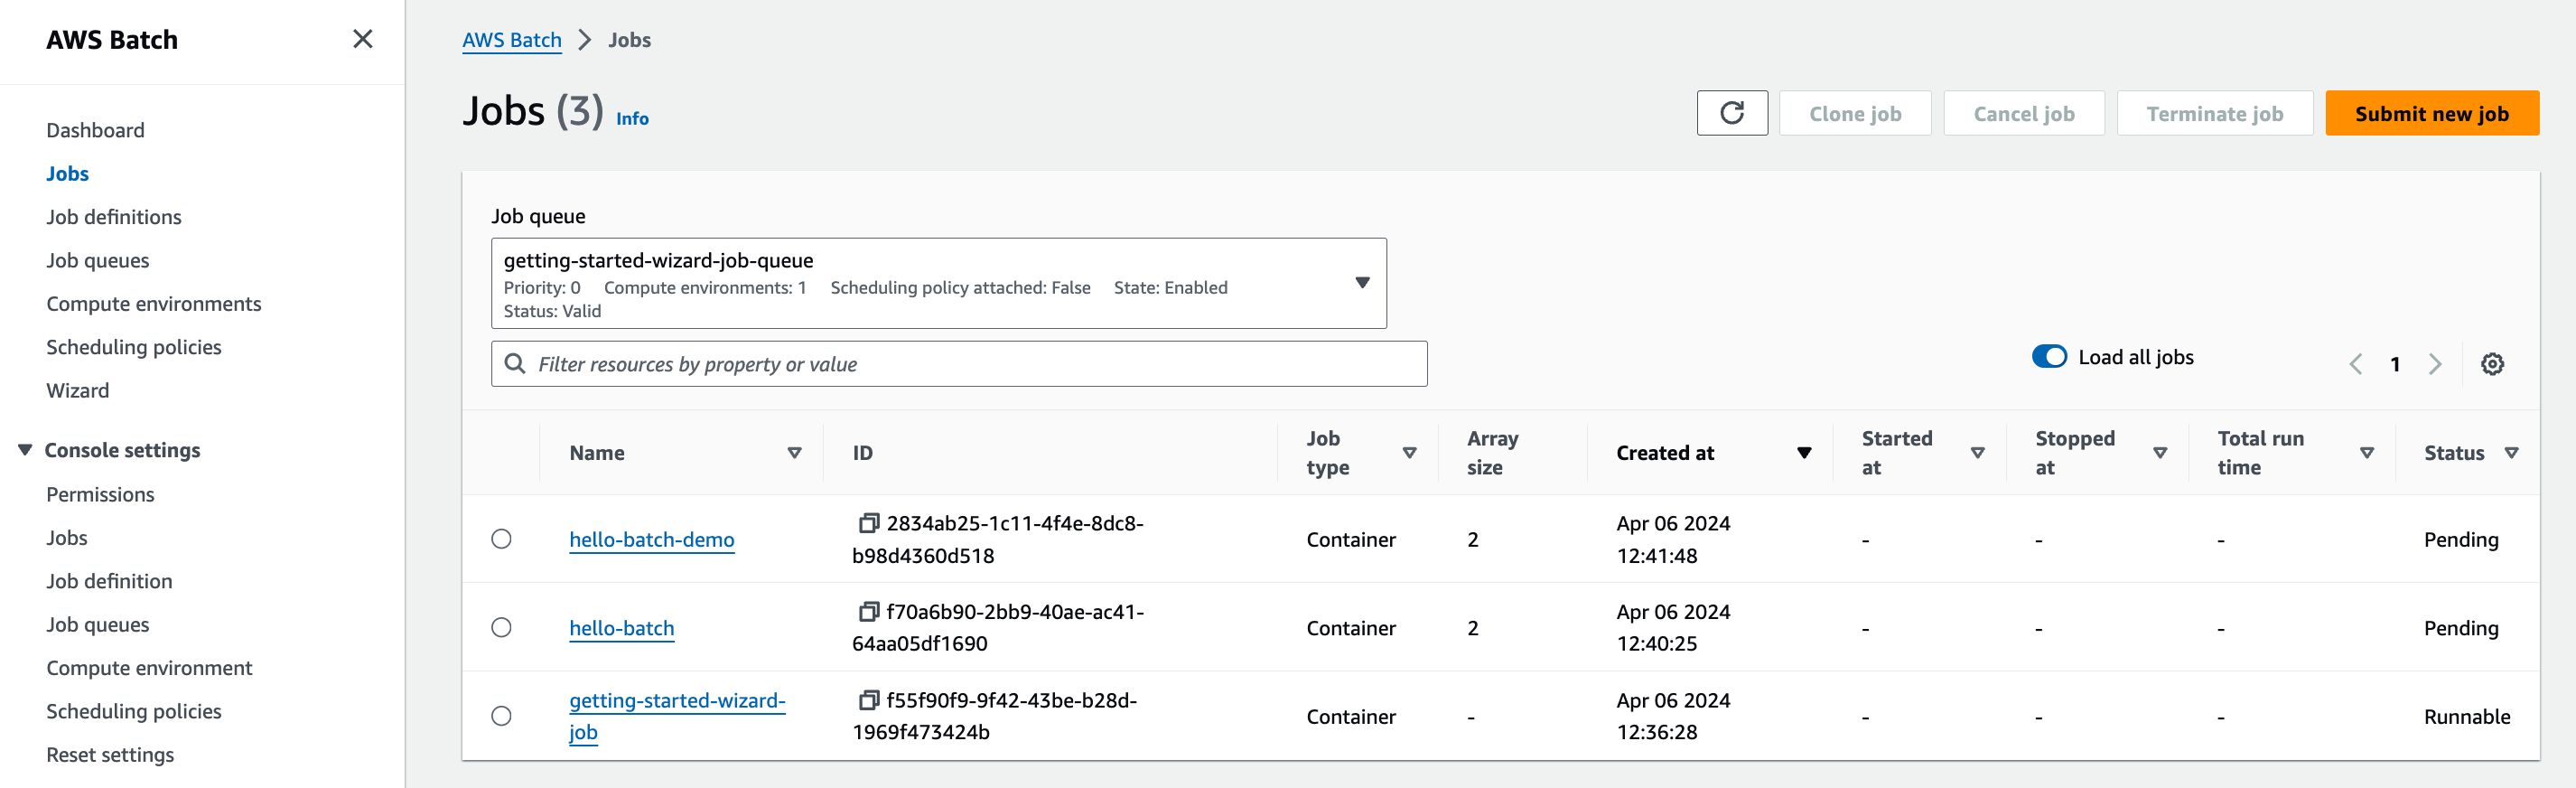 AWS Batch
Dashboard
Jobs
Job definitions
Job queues
Compute environments
Scheduling policies
Wizard
Console settings
Permissions
Jobs
Job definition
Job queues
Compute environment
Scheduling policies
Reset settings
AWS Batch > Jobs
Jobs (3) Info
Clone job Cancel job Terminate job Submit new job
Job queue
getting-started-wizard-job-queue
Priority: 0 Compute environments: 1 Scheduling policy attached: False State: Enabled
Status: Valid
Filter resources by property or value
Load all jobs
1
Name ID Job type Array size Created at Started at Stopped at Total run time Status
hello-batch-demo 2834ab25-1c11-4f4e-8dc8-b98d4360d518 Container 2 Apr 06 2024 12:41:48 - - - Pending
hello-batch f70a6b90-2bb9-40ae-ac41-64aa05df1690 Container 2 Apr 06 2024 12:40:25 - - - Pending
getting-started-wizard-job f55f90f9-9f42-43be-b28d-1969f473424b Container - Apr 06 2024 12:36:28 - - - Runnable